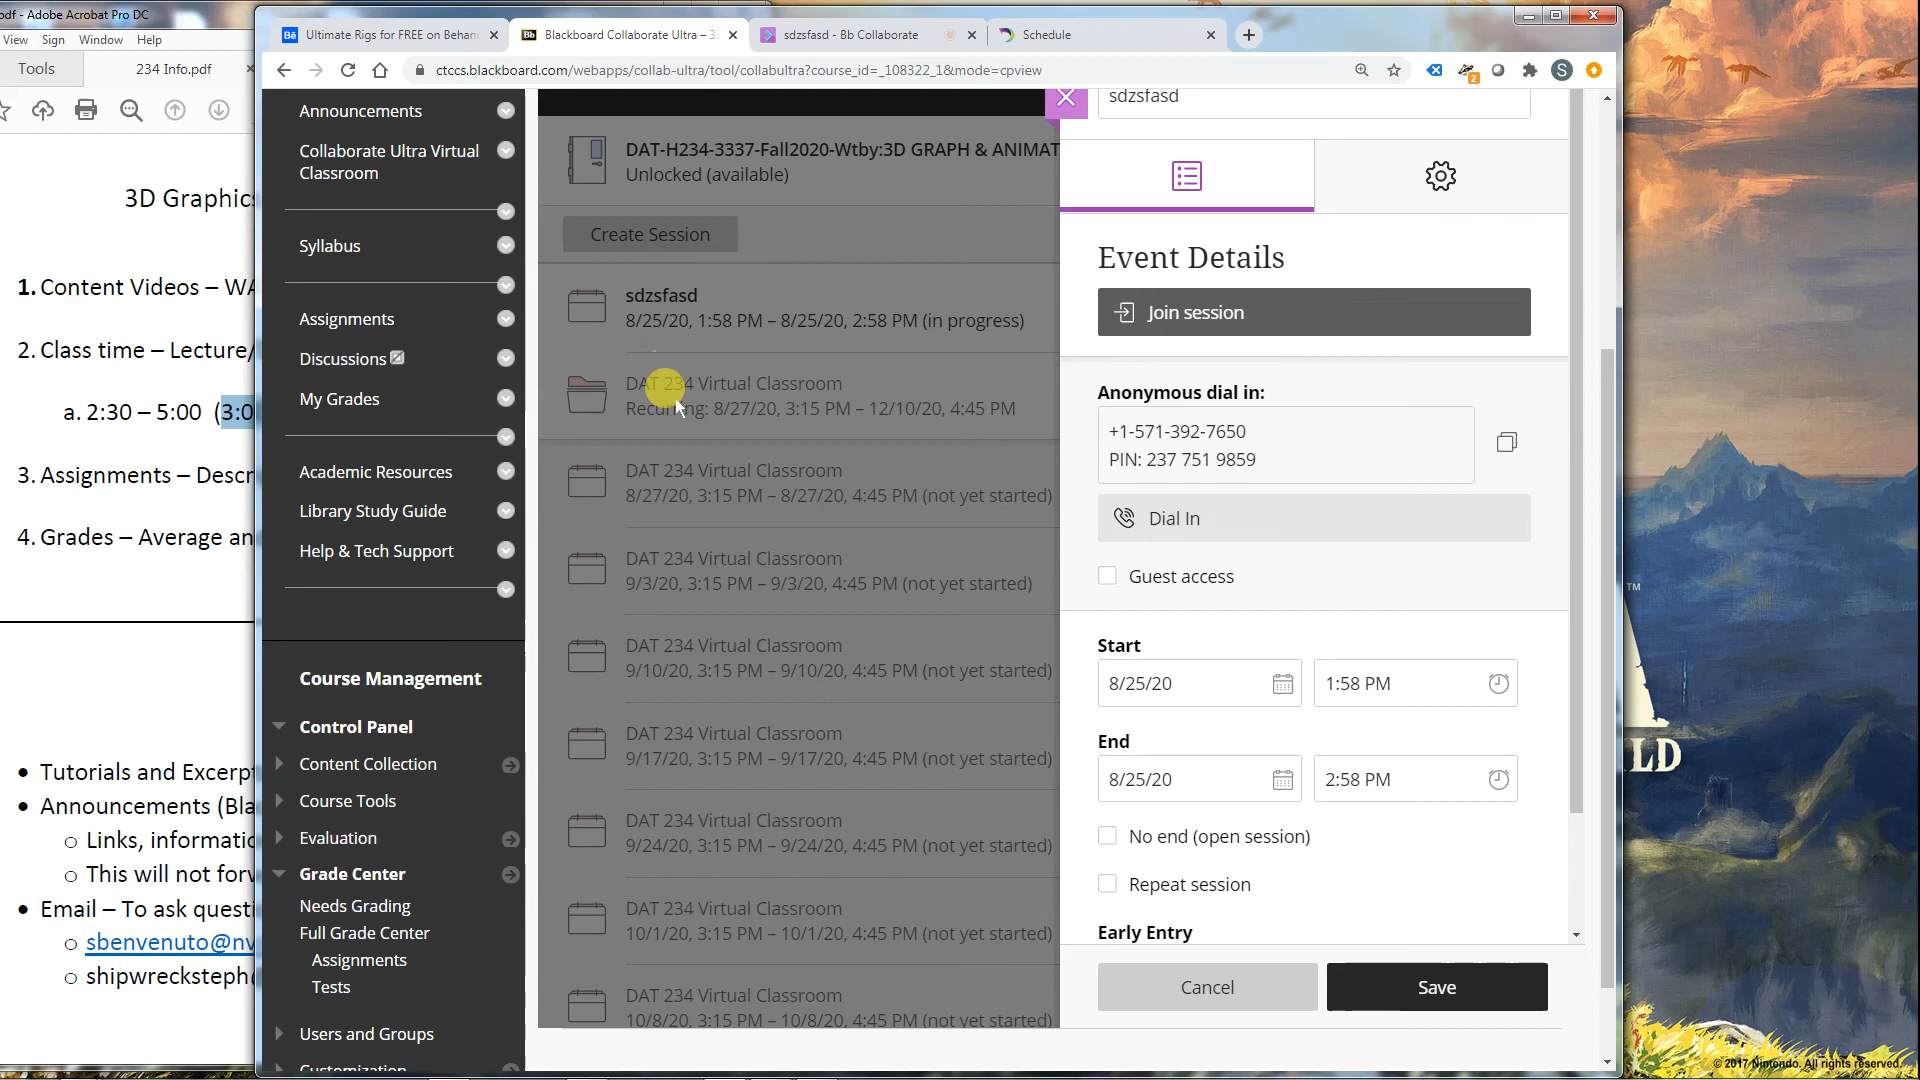 pdf - Adobe Acrobat Pro DC
View Sign Window Help
Tools
234 Info.pdf
3D Graphics
1. Content Videos – WA
2. Class time – Lecture/
a. 2:30 – 5:00 (3:0
3. Assignments – Descr
4. Grades – Average an
• Tutorials and Excerpt
• Announcements (Bla
o Links, informatio
o This will not forv
• Email – To ask questi
o sbenvenuto@nv
o shipwrecksteph
Ultimate Rigs for FREE on Behan
Blackboard Collaborate Ultra – 3
sdzsfasd - Bb Collaborate
Schedule
ctccs.blackboard.com/webapps/collab-ultra/tool/collabultra?course_id=_108322_1&mode=cpview
2
S
Announcements
Collaborate Ultra Virtual
Classroom
Syllabus
Assignments
Discussions
My Grades
Academic Resources
Library Study Guide
Help & Tech Support
Course Management
Control Panel
Content Collection
Course Tools
Evaluation
Grade Center
Needs Grading
Full Grade Center
Assignments
Tests
Users and Groups
Customization
DAT-H234-3337-Fall2020-Wtby:3D GRAPH & ANIMAT
Unlocked (available)
Create Session
sdzsfasd
8/25/20, 1:58 PM – 8/25/20, 2:58 PM (in progress)
DAT 234 Virtual Classroom
Recurring: 8/27/20, 3:15 PM – 12/10/20, 4:45 PM
DAT 234 Virtual Classroom
8/27/20, 3:15 PM – 8/27/20, 4:45 PM (not yet started)
DAT 234 Virtual Classroom
9/3/20, 3:15 PM – 9/3/20, 4:45 PM (not yet started)
DAT 234 Virtual Classroom
9/10/20, 3:15 PM – 9/10/20, 4:45 PM (not yet started)
DAT 234 Virtual Classroom
9/17/20, 3:15 PM – 9/17/20, 4:45 PM (not yet started)
DAT 234 Virtual Classroom
9/24/20, 3:15 PM – 9/24/20, 4:45 PM (not yet started)
DAT 234 Virtual Classroom
10/1/20, 3:15 PM – 10/1/20, 4:45 PM (not yet started)
DAT 234 Virtual Classroom
10/8/20, 3:15 PM – 10/8/20, 4:45 PM (not yet started)
sdzsfasd
Event Details
Join session
Anonymous dial in:
+1-571-392-7650
PIN: 237 751 9859
Dial In
Guest access
Start
8/25/20
1:58 PM
End
8/25/20
2:58 PM
No end (open session)
Repeat session
Early Entry
Cancel
Save
TM
LD
© 2017 Nintendo. All rights reserved.